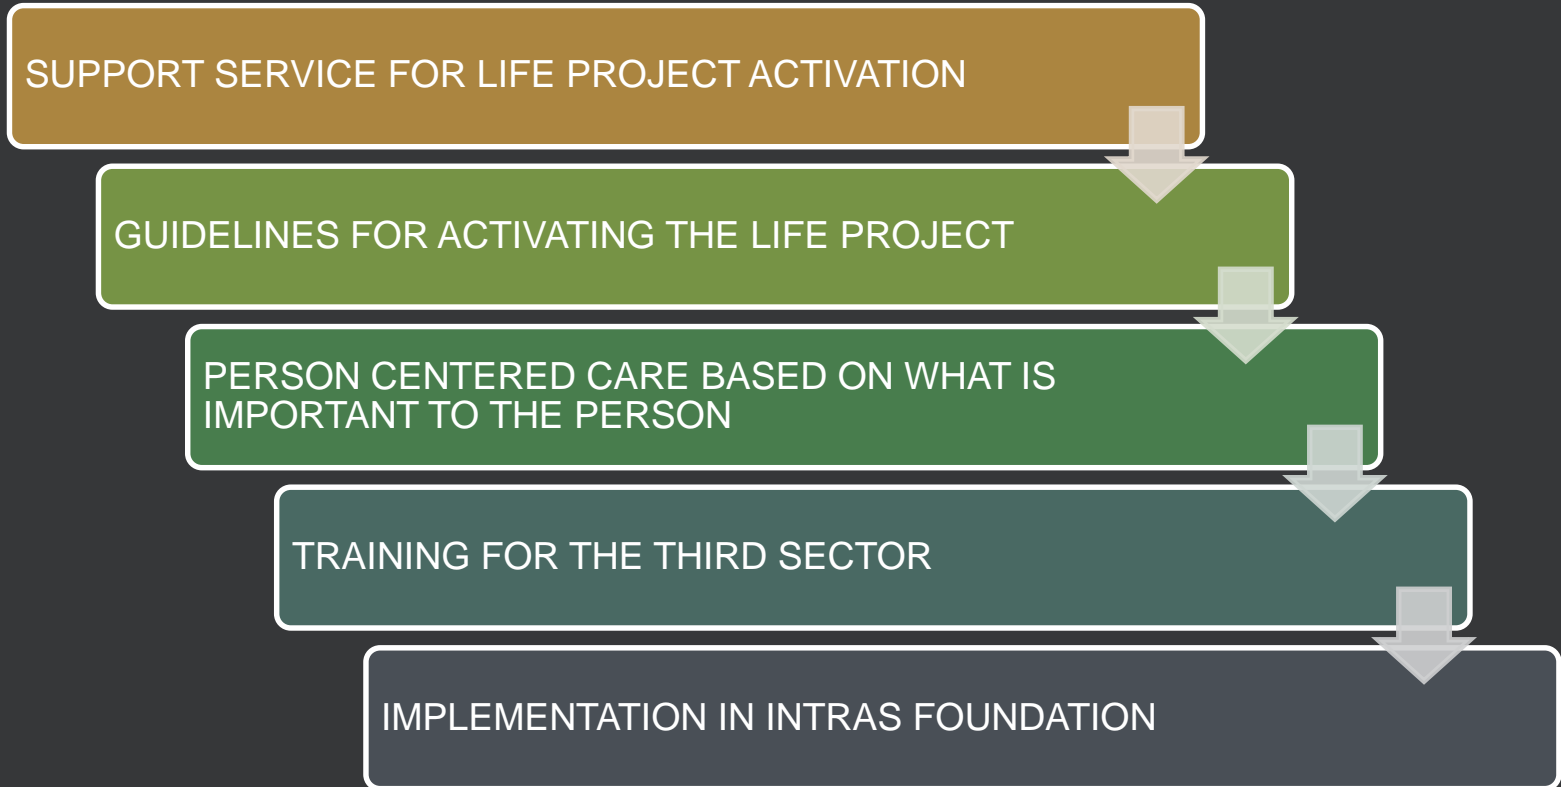 SUPPORT SERVICE FOR LIFE PROJECT ACTIVATION
GUIDELINES FOR ACTIVATING THE LIFE PROJECT
PERSON CENTERED CARE BASED ON WHAT IS
IMPORTANT TO THE PERSON
TRAINING FOR THE THIRD SECTOR
IMPLEMENTATION IN INTRAS FOUNDATION